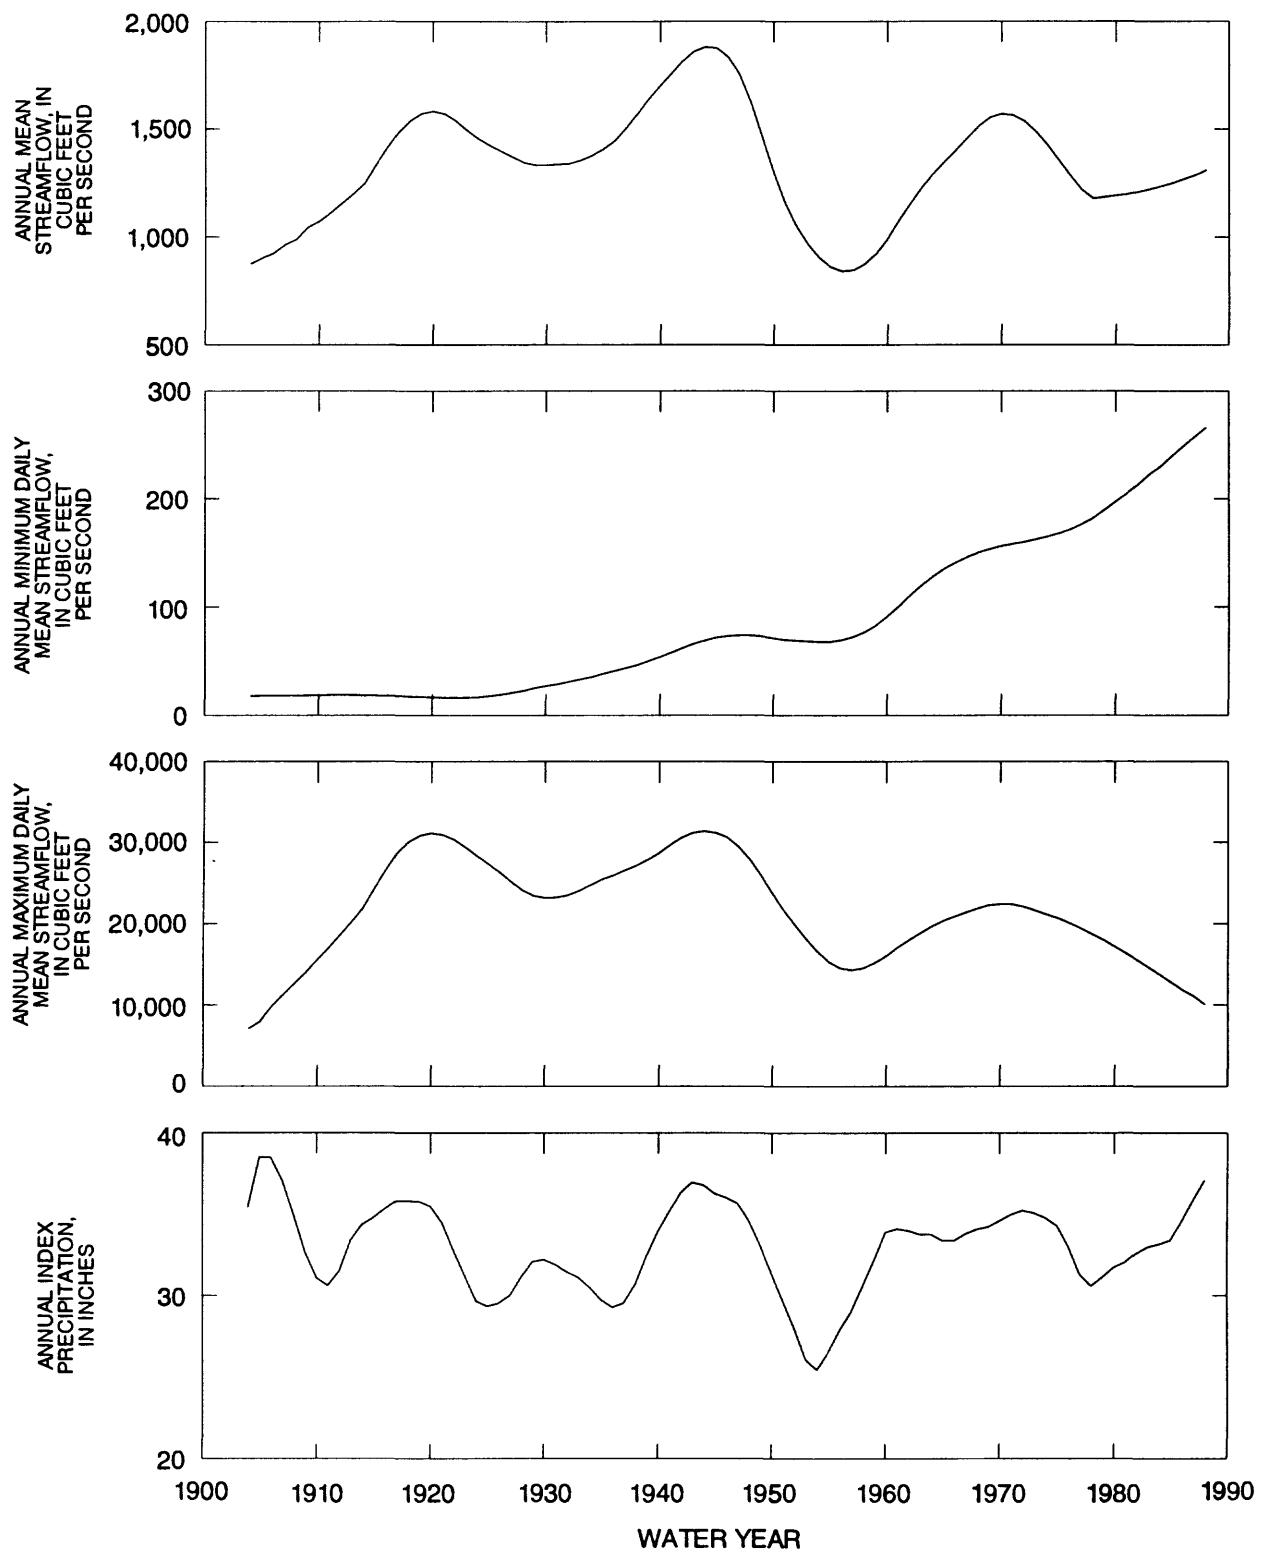 ANNUAL MEAN
STREAMFLOW, IN
CUBIC FEET
PER SECOND
2,000
1,500
1,000
500
ANNUAL MINIMUM DAILY
MEAN STREAMFLOW,
IN CUBIC FEET
PER SECOND
300
200
100
0
ANNUAL MAXIMUM DAILY
MEAN STREAMFLOW,
IN CUBIC FEET
PER SECOND
40,000
30,000
20,000
10,000
0
ANNUAL INDEX
PRECIPITATION,
IN INCHES
40
30
20
1900 1910 1920 1930 1940 1950 1960 1970 1980 1990
WATER YEAR